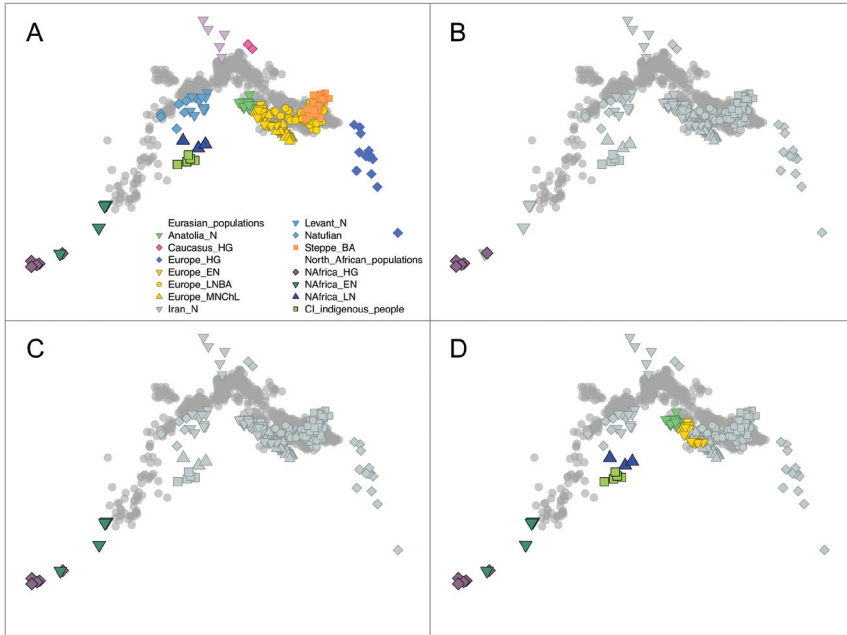 A
B
Eurasian_populations
Anatolia_N
Caucasus_HG
Europe_HG
Europe_EN
Europe_LNBA
Europe_MNChL
Iran_N
Levant_N
Natufian
Steppe_BA
North_African_populations
NAfrica_HG
NAfrica_EN
NAfrica_LN
CI_indigenous_people
C
D